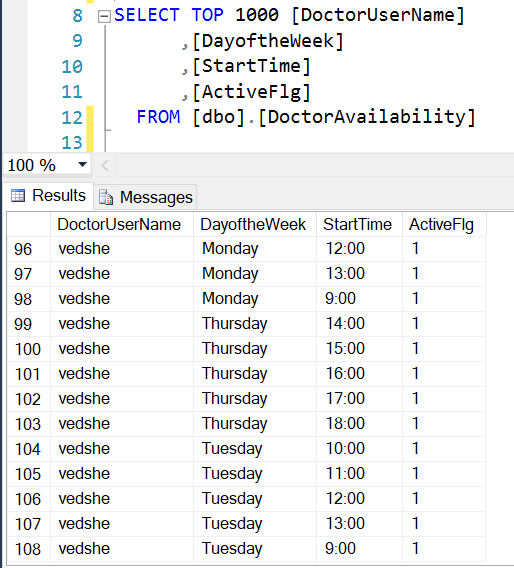 8 SELECT TOP 1000 [DoctorUserName]
9 ,[DayoftheWeek]
10 ,[StartTime]
11 ,[ActiveFlg]
12 FROM [dbo].[DoctorAvailability]
13
100 %
Results Messages
DoctorUserName DayoftheWeek StartTime ActiveFlg
96 vedshe Monday 12:00 1
97 vedshe Monday 13:00 1
98 vedshe Monday 9:00 1
99 vedshe Thursday 14:00 1
100 vedshe Thursday 15:00 1
101 vedshe Thursday 16:00 1
102 vedshe Thursday 17:00 1
103 vedshe Thursday 18:00 1
104 vedshe Tuesday 10:00 1
105 vedshe Tuesday 11:00 1
106 vedshe Tuesday 12:00 1
107 vedshe Tuesday 13:00 1
108 vedshe Tuesday 9:00 1